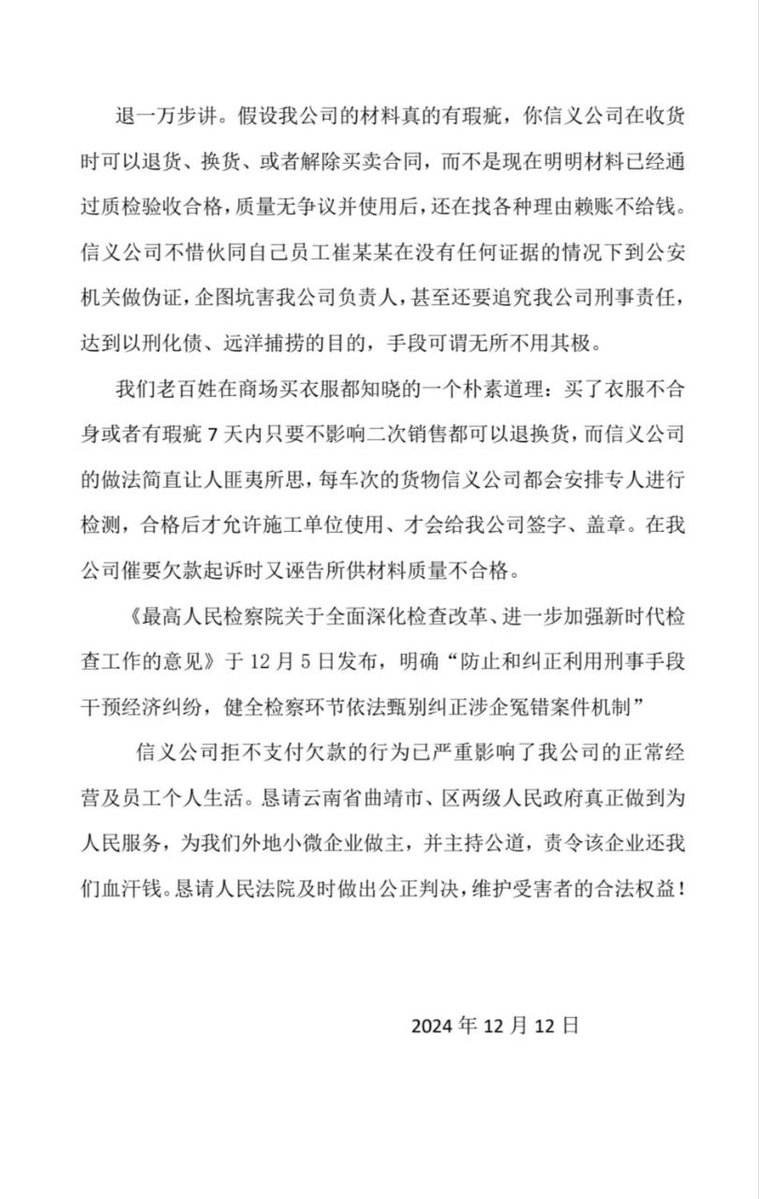 退一万步讲。假设我公司的材料真的有瑕疵，你信义公司在收货
时可以退货、换货、或者解除买卖合同，而不是现在明明材料已经通
过质检验收合格，质量无争议并使用后，还在找各种理由赖账不给钱。
信义公司不惜伙同自己员工崔某某在没有任何证据的情况下到公安
机关做伪证，企图坑害我公司负责人，甚至还要追究我公司刑事责任，
达到以刑化债、远洋捕捞的目的，手段可谓无所不用其极。
我们老百姓在商场买衣服都知晓的一个朴素道理：买了衣服不合
身或者有瑕疵 7 天内只要不影响二次销售都可以退换货，而信义公司
的做法简直让人匪夷所思，每车次的货物信义公司都会安排专人进行
检测，合格后才允许施工单位使用、才会给我公司签字、盖章。在我
公司催要欠款起诉时又诬告所供材料质量不合格。
《最高人民检察院关于全面深化检查改革、进一步加强新时代检
查工作的意见》于 12 月 5 日发布，明确“防止和纠正利用刑事手段
干预经济纠纷，健全检察环节依法甄别纠正涉企冤错案件机制”
信义公司拒不支付欠款的行为已严重影响了我公司的正常经
营及员工个人生活。恳请云南省曲靖市、区两级人民政府真正做到为
人民服务，为我们外地小微企业做主，并主持公道，责令该企业还我
们血汗钱。恳请人民法院及时做出公正判决，维护受害者的合法权益！
2024 年 12 月 12 日